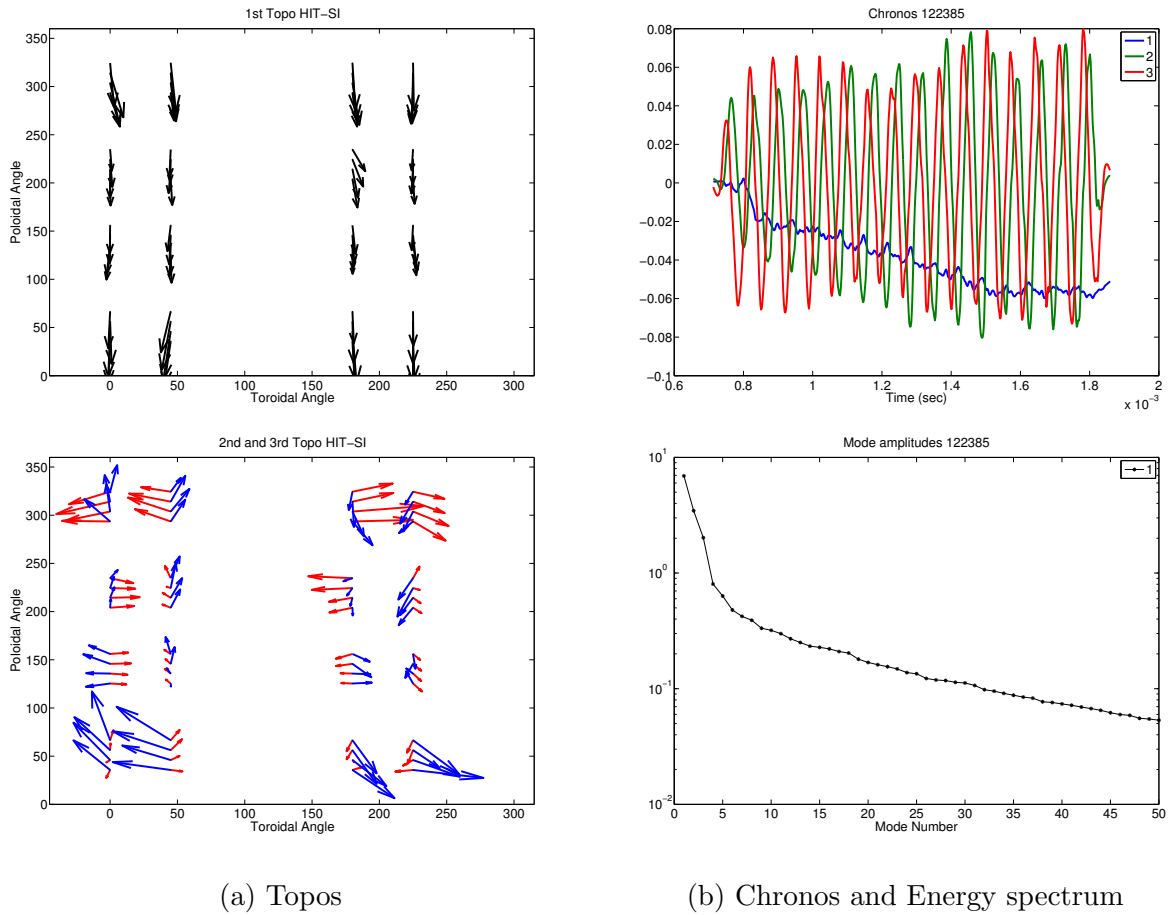 1st Topo HIT−SI
Poloidal Angle
350
300
250
200
150
100
50
0
0 50 100 150 200 250 300
Toroidal Angle
Chronos 122385
1
2
3
0.08
0.06
0.04
0.02
0
−0.02
−0.04
−0.06
−0.08
−0.1
0.6 0.8 1 1.2 1.4 1.6 1.8 2
Time (sec)
x 10−3
2nd and 3rd Topo HIT−SI
Poloidal Angle
350
300
250
200
150
100
50
0
0 50 100 150 200 250 300
Toroidal Angle
Mode amplitudes 122385
1
10 1
10 0
10 −1
10 −2
0 5 10 15 20 25 30 35 40 45 50
Mode Number
(a) Topos
(b) Chronos and Energy spectrum